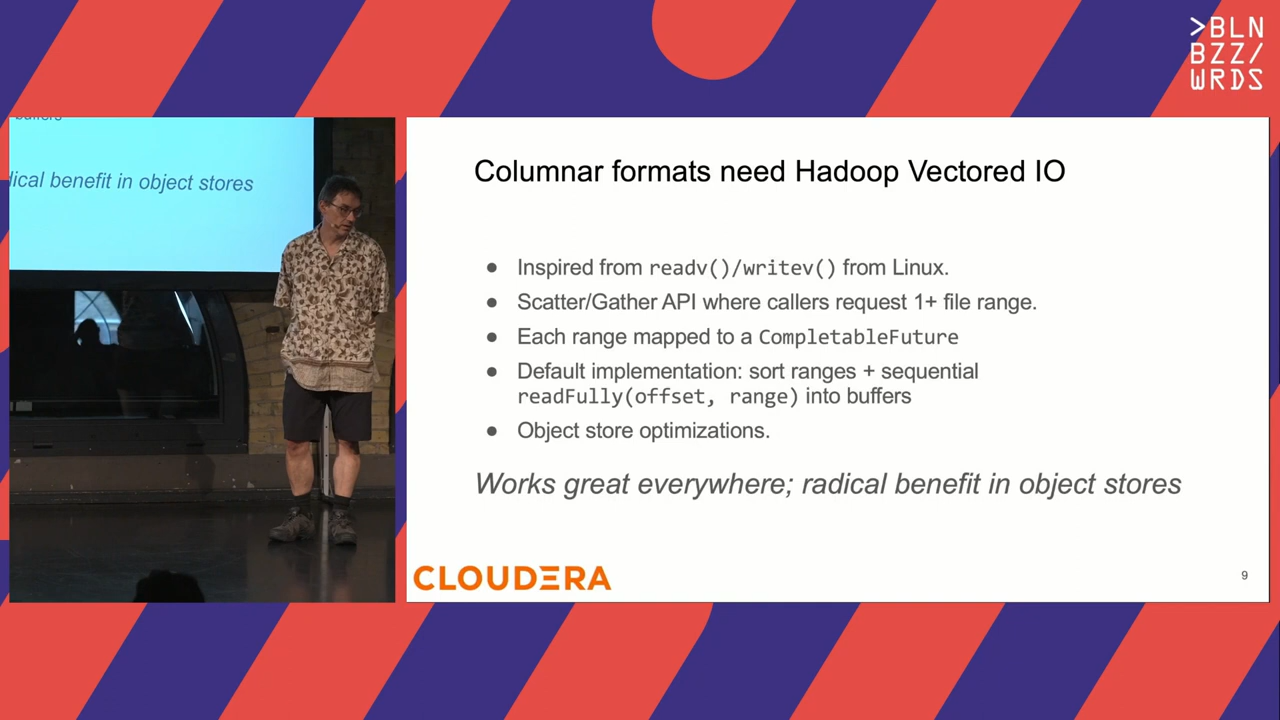 >BLN
BZZ/
WRDS
buffers
dical benefit in object stores
Columnar formats need Hadoop Vectored IO
● Inspired from readv()/writev() from Linux.
● Scatter/Gather API where callers request 1+ file range.
● Each range mapped to a CompletableFuture
● Default implementation: sort ranges + sequential
readFully(offset, range) into buffers
● Object store optimizations.
Works great everywhere; radical benefit in object stores
CLOUDERA
9